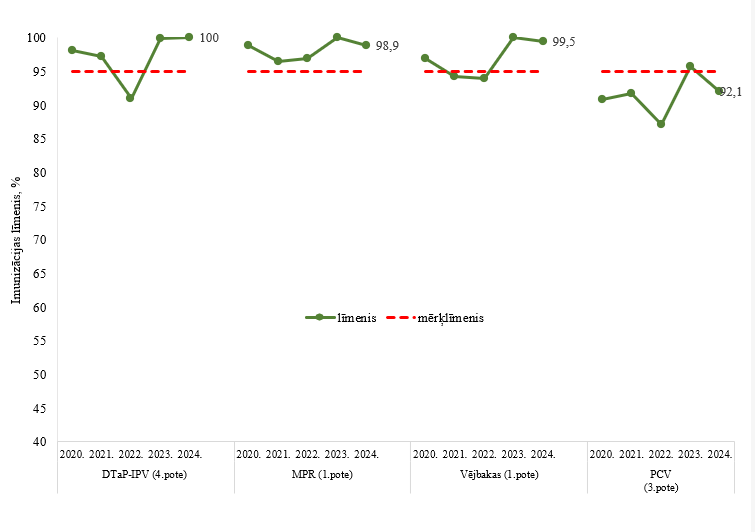 Imunizācijas līmenis, %
100
95
90
85
80
75
70
65
60
55
50
45
40
100
98,9
99,5
92,1
līmenis
mērķlīmenis
2020. 2021. 2022. 2023. 2024. 2020. 2021. 2022. 2023. 2024. 2020. 2021. 2022. 2023. 2024. 2020. 2021. 2022. 2023. 2024.
DTaP-IPV (4.pote) MPR (1.pote) Vējbakas (1.pote) PCV
(3.pote)